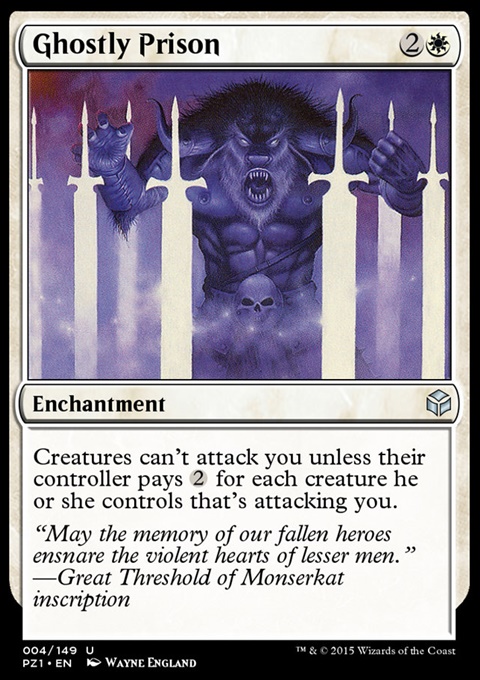 Ghostly Prison 2
Enchantment
Creatures can't attack you unless their
controller pays 2 for each creature he
or she controls that's attacking you.
“May the memory of our fallen heroes
ensnare the violent hearts of lesser men.”
—Great Threshold of Monserkat
inscription
004/149 U
PZ1 • EN Wayne England
™ & © 2015 Wizards of the Coast